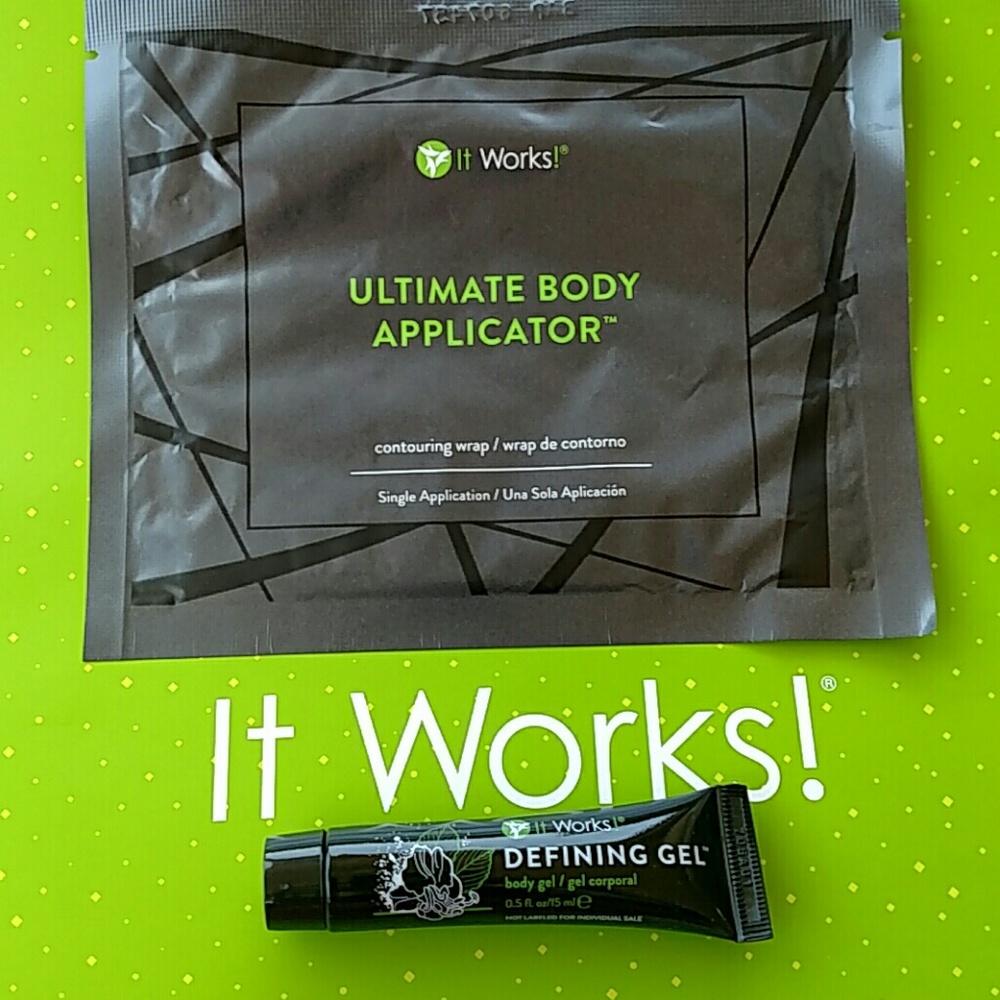 It Works!®
ULTIMATE BODY
APPLICATOR™
contouring wrap / wrap de contorno
Single Application / Una Sola Aplicación
It Works!®
It Works!®
DEFINING GEL™
body gel / gel corporal
0.5 fl oz/15 ml ℮
NOT LABELED FOR INDIVIDUAL SALE